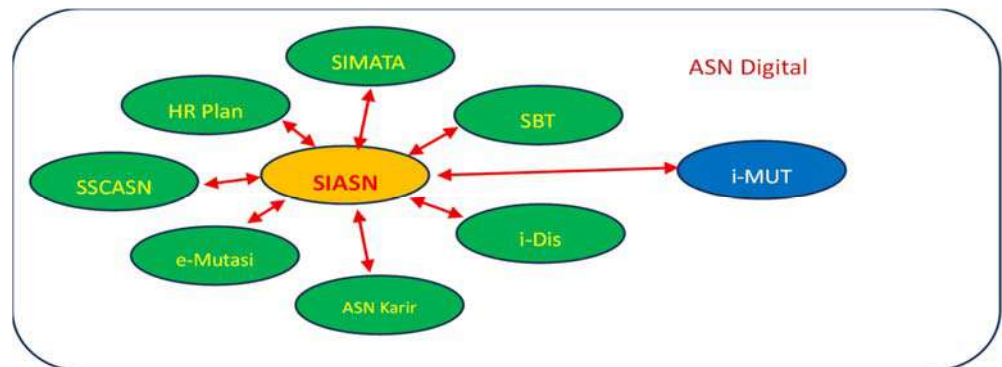 SIMATA
ASN Digital
HR Plan
SBT
SSCASN
SIASN
i-MUT
e-Mutasi
i-Dis
ASN Karir